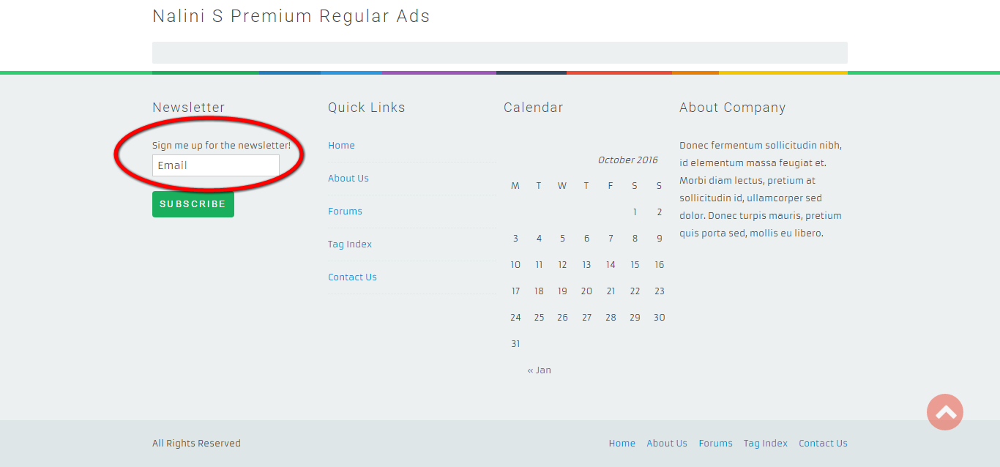 Nalini S Premium Regular Ads
Newsletter
Sign me up for the newsletter!
Email
SUBSCRIBE
Quick Links
Home
About Us
Forums
Tag Index
Contact Us
Calendar
October 2016
M T W T F S S
1 2
3 4 5 6 7 8 9
10 11 12 13 14 15 16
17 18 19 20 21 22 23
24 25 26 27 28 29 30
31
« Jan
About Company
Donec fermentum sollicitudin nibh,
id elementum massa feugiat et.
Morbi diam lectus, pretium at
sollicitudin id, ullamcorper sed
dolor. Donec turpis mauris, pretium
quis porta sed, mollis eu libero.
All Rights Reserved
Home About Us Forums Tag Index Contact Us